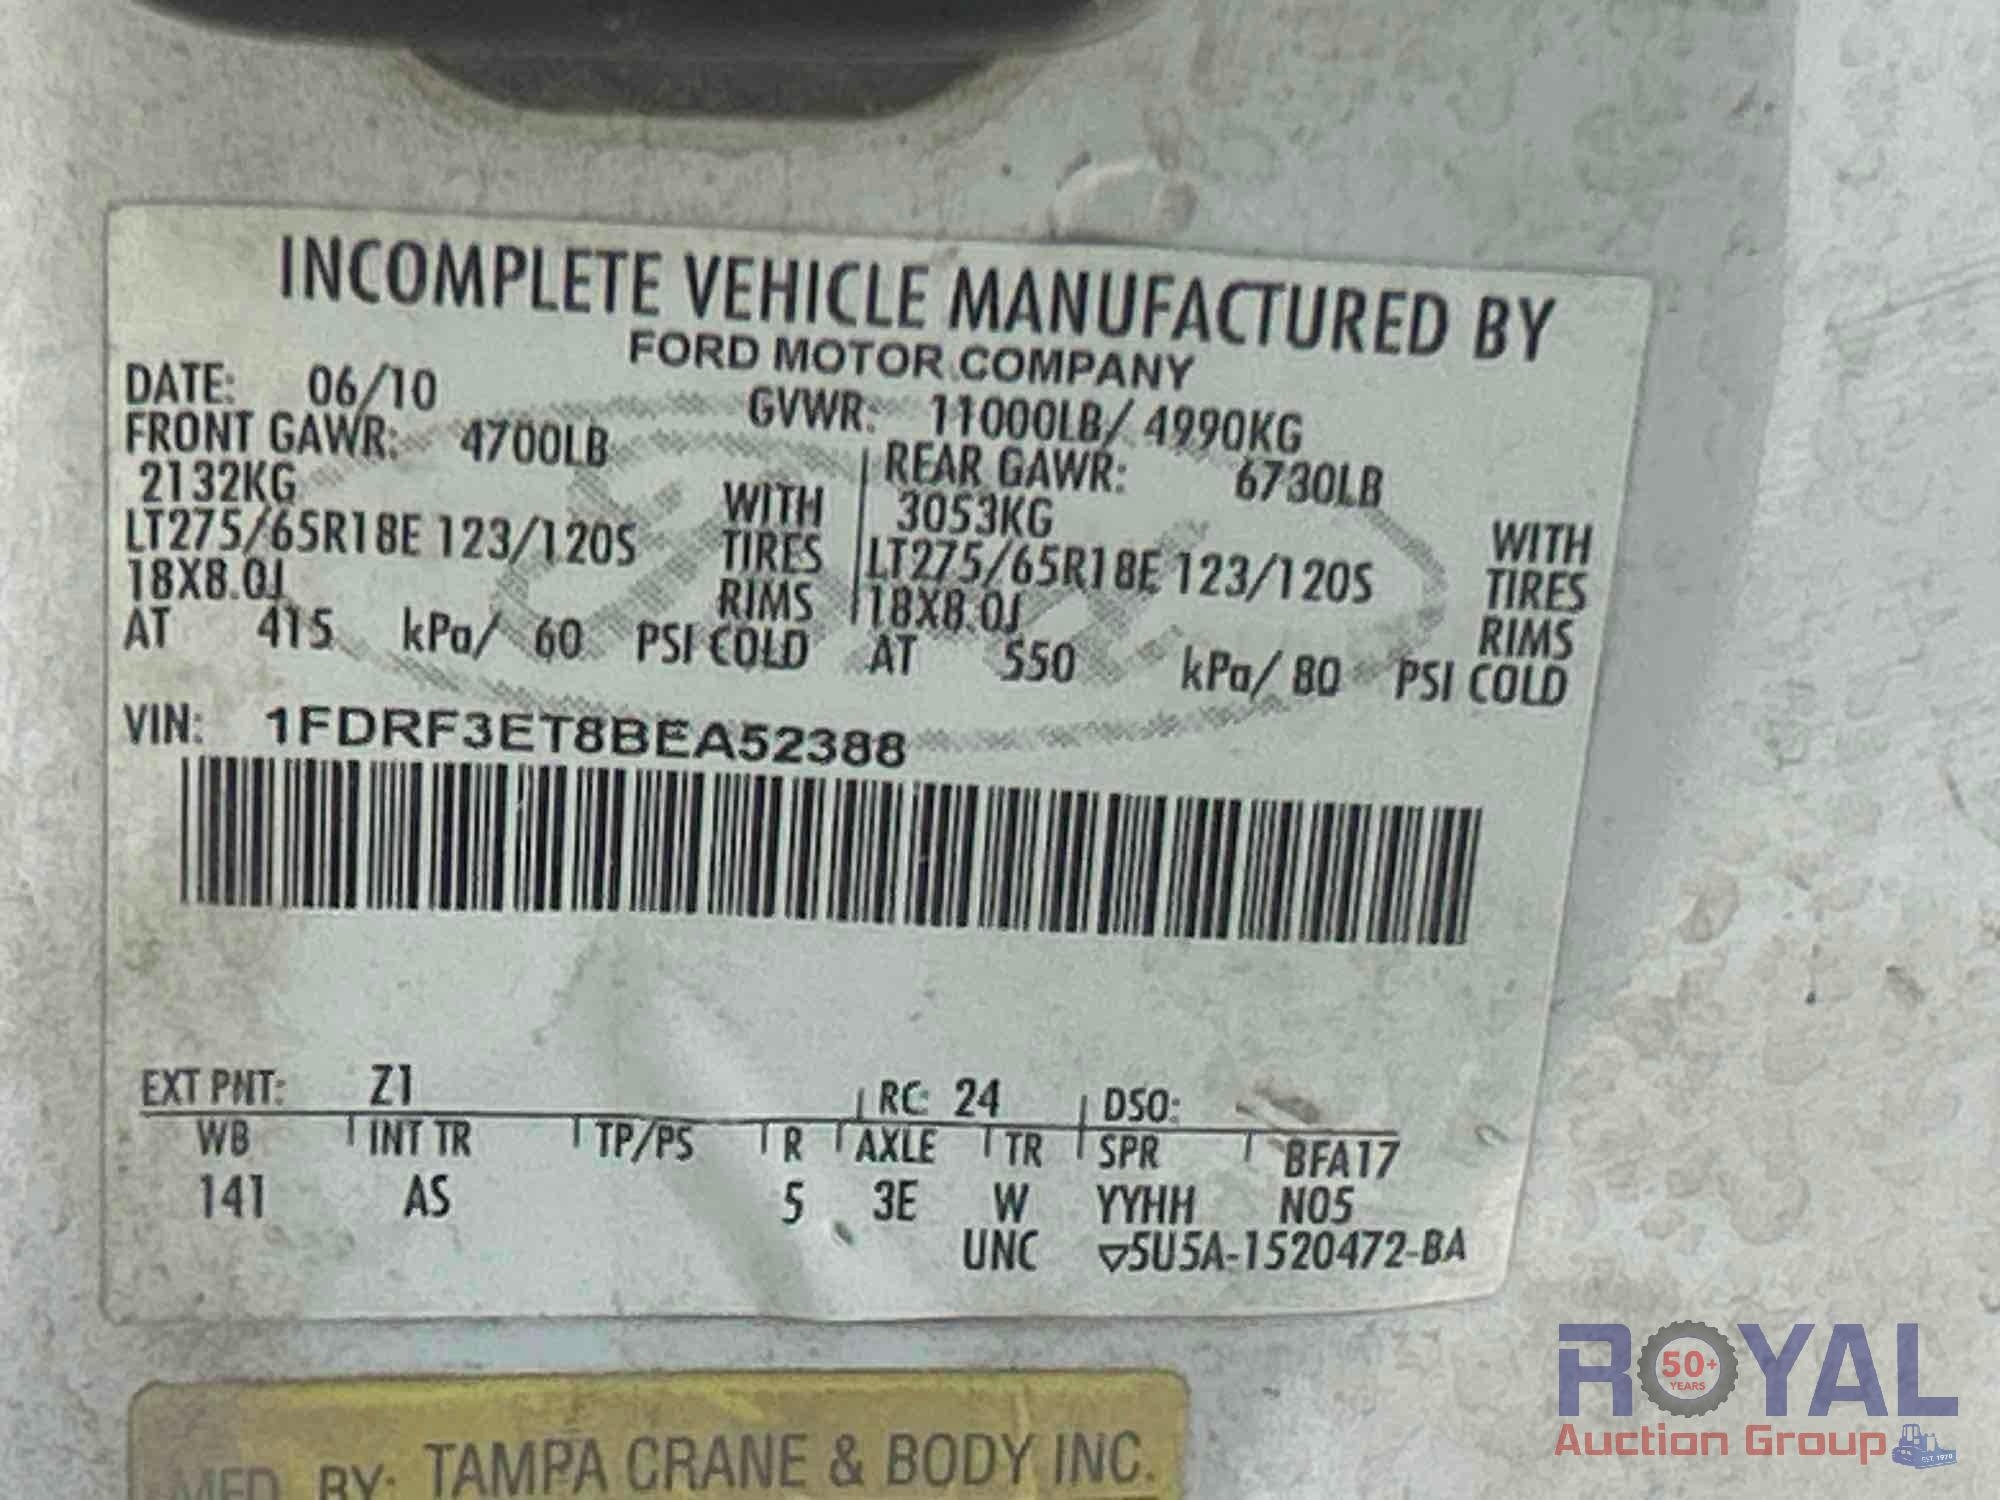 INCOMPLETE VEHICLE MANUFACTURED BY
FORD MOTOR COMPANY
DATE: 06/10 GVWR: 11000LB/ 4990KG
FRONT GAWR: 4700LB REAR GAWR: 6730LB
2132KG WITH 3053KG WITH
LT275/65R18E 123/120S TIRES LT275/65R18E 123/120S TIRES
18X8.0J RIMS 18X8.0J RIMS
AT 415 kPa/ 60 PSI COLD AT 550 kPa/ 80 PSI COLD
VIN: 1FDRF3ET8BEA52388
EXT PNT: Z1 RC: 24 DSO:
WB INT TR TP/PS R AXLE TR SPR BFA17
141 AS 5 3E W YYHH N05
UNC ▽5U5A-1520472-BA
MFD BY: TAMPA CRANE & BODY INC.
ROYAL
50+
YEARS
Auction Group
EST. 1970